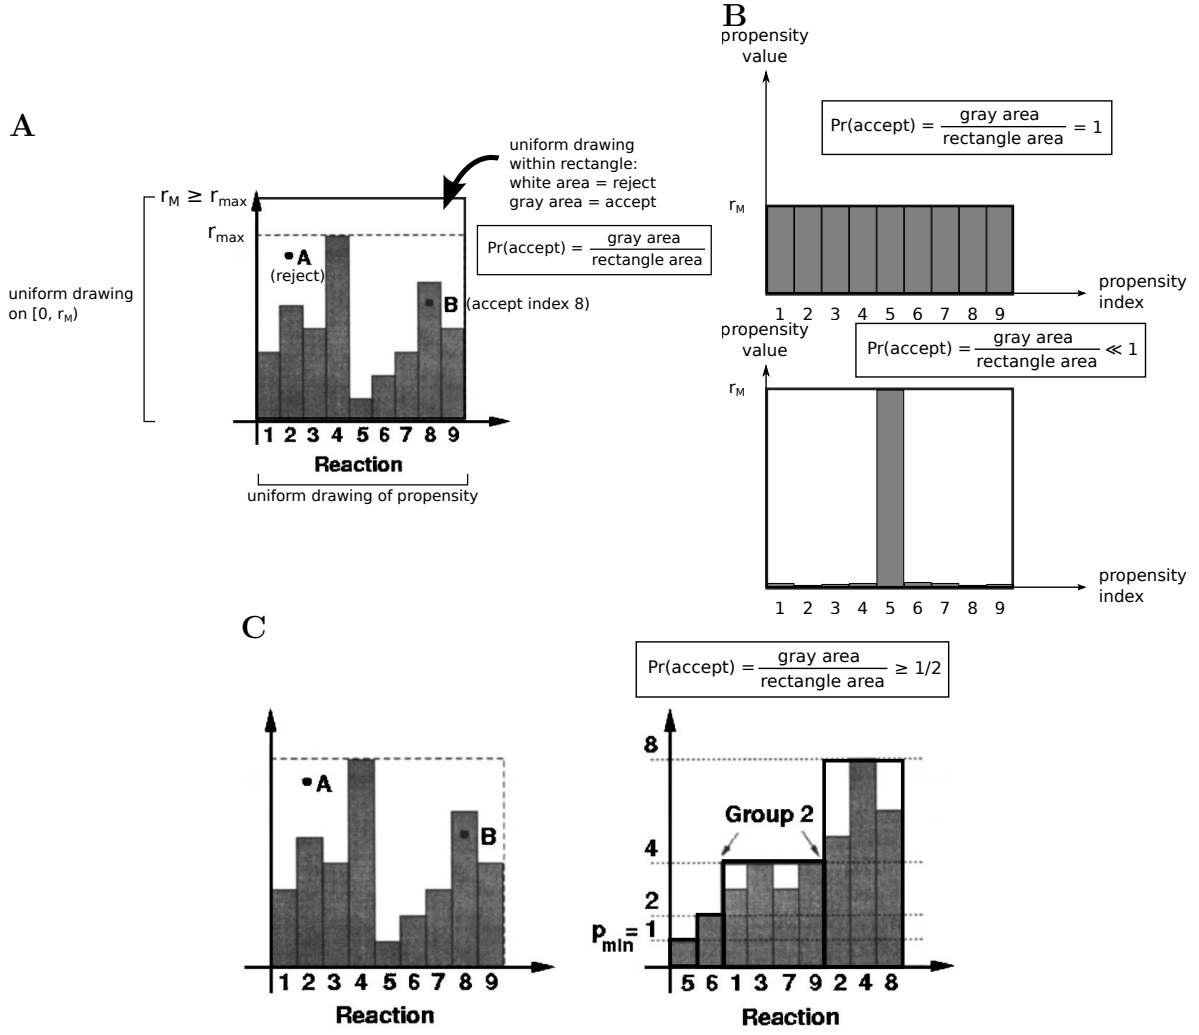 A
r_M ≥ r_max
r_max
uniform drawing
on [0, r_M)
A
(reject)
B (accept index 8)
uniform drawing
within rectangle:
white area = reject
gray area = accept
Pr(accept) = gray area / rectangle area
1 2 3 4 5 6 7 8 9
Reaction
uniform drawing of propensity
B
propensity
value
Pr(accept) = gray area / rectangle area = 1
r_M
propensity
index
1 2 3 4 5 6 7 8 9
propensity
value
Pr(accept) = gray area / rectangle area ≪ 1
r_M
propensity
index
1 2 3 4 5 6 7 8 9
C
A
B
1 2 3 4 5 6 7 8 9
Reaction
Pr(accept) = gray area / rectangle area ≥ 1/2
8
Group 2
4
2
p_min = 1
5 6 1 3 7 9 2 4 8
Reaction